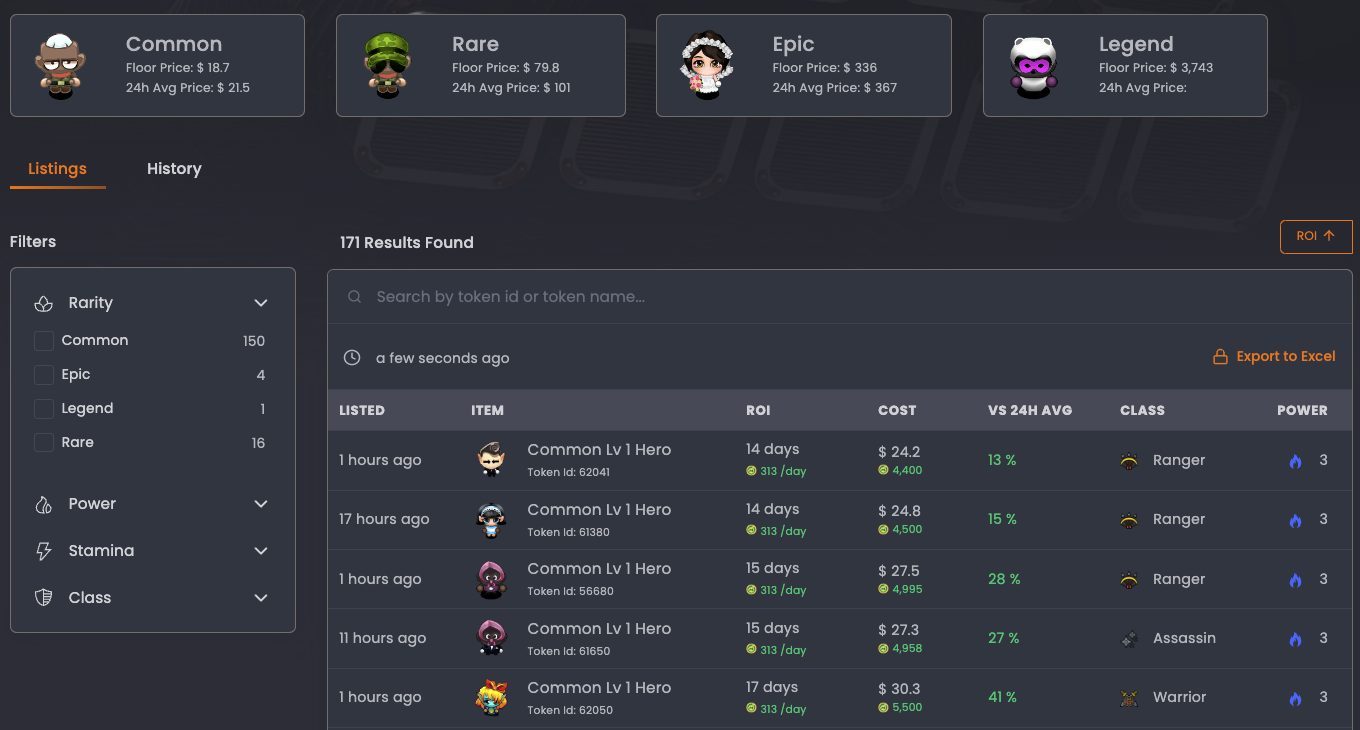 Common
Floor Price: $ 18.7
24h Avg Price: $ 21.5
Rare
Floor Price: $ 79.8
24h Avg Price: $ 101
Epic
Floor Price: $ 336
24h Avg Price: $ 367
Legend
Floor Price: $ 3,743
24h Avg Price:
Listings
History
Filters
171 Results Found
ROI ↑
Rarity
Common 150
Epic 4
Legend 1
Rare 16
Power
Stamina
Class
Search by token id or token name...
a few seconds ago
Export to Excel
LISTED ITEM ROI COST VS 24H AVG CLASS POWER
1 hours ago Common Lv 1 Hero 14 days $ 24.2 13 % Ranger 3
Token Id: 62041 313 /day 4,400
17 hours ago Common Lv 1 Hero 14 days $ 24.8 15 % Ranger 3
Token Id: 61380 313 /day 4,500
1 hours ago Common Lv 1 Hero 15 days $ 27.5 28 % Ranger 3
Token Id: 56680 313 /day 4,995
11 hours ago Common Lv 1 Hero 15 days $ 27.3 27 % Assassin 3
Token Id: 61650 313 /day 4,958
1 hours ago Common Lv 1 Hero 17 days $ 30.3 41 % Warrior 3
Token Id: 62050 313 /day 5,500